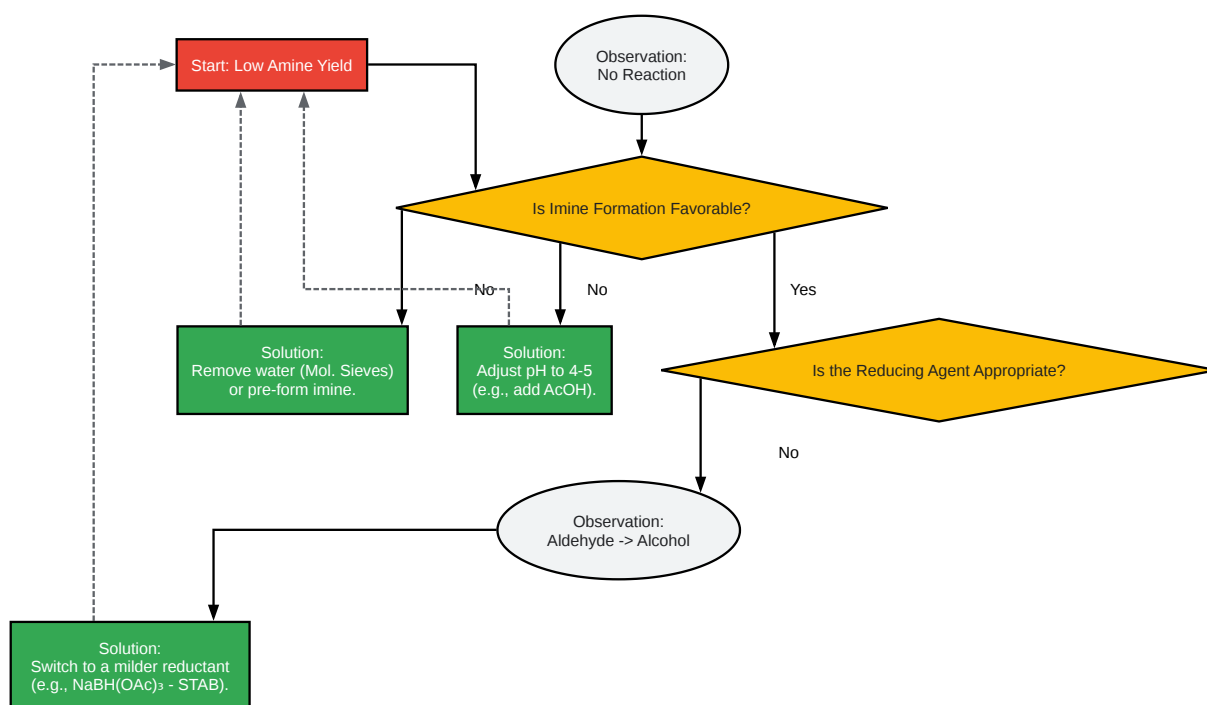 Observation:
No Reaction
Start: Low Amine Yield
Is Imine Formation Favorable?
No
No
Yes
Solution:
Remove water (Mol. Sieves)
or pre-form imine.
Solution:
Adjust pH to 4-5
(e.g., add AcOH).
Is the Reducing Agent Appropriate?
No
Observation:
Aldehyde -> Alcohol
Solution:
Switch to a milder reductant
(e.g., NaBH(OAc)₃ - STAB).